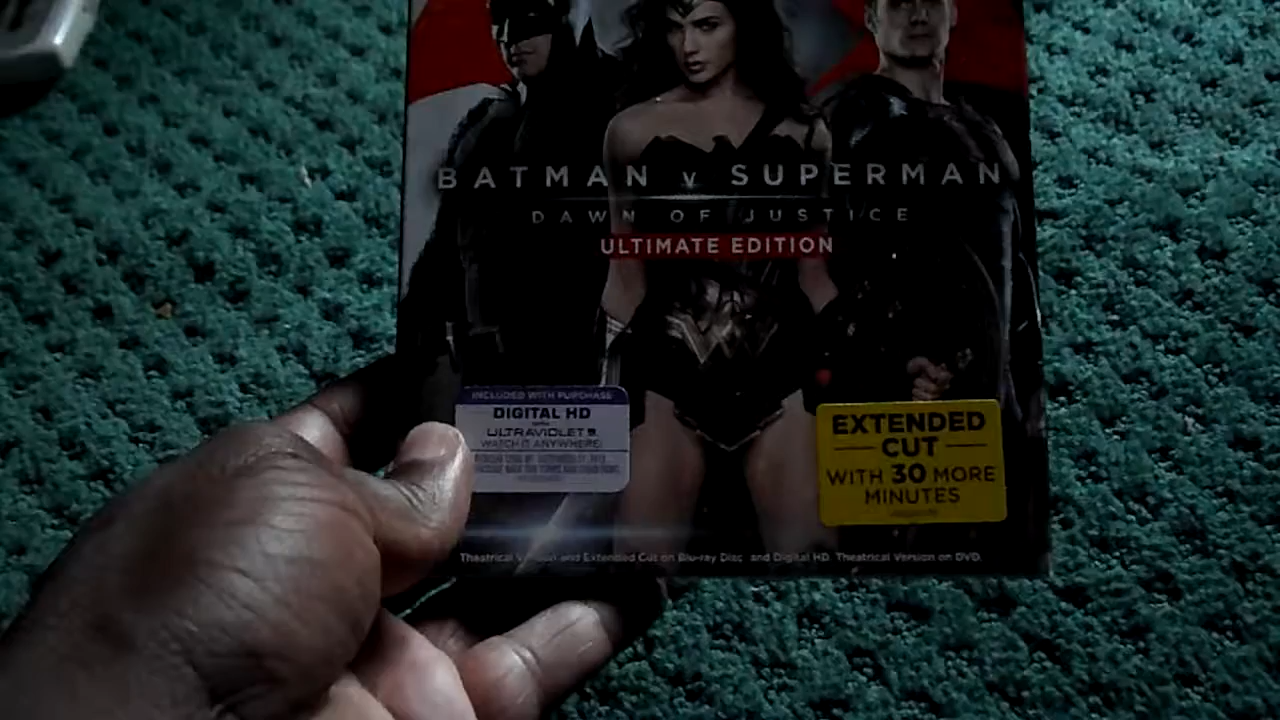 BATMAN v SUPERMAN
DAWN OF JUSTICE
ULTIMATE EDITION
INCLUDED WITH PURCHASE
DIGITAL HD
WITH
ULTRAVIOLET
WATCH IT ANYWHERE!
EXTENDED
CUT
WITH 30 MORE
MINUTES
Theatrical Version and Extended Cut on Blu-ray Disc and Digital HD. Theatrical Version on DVD.